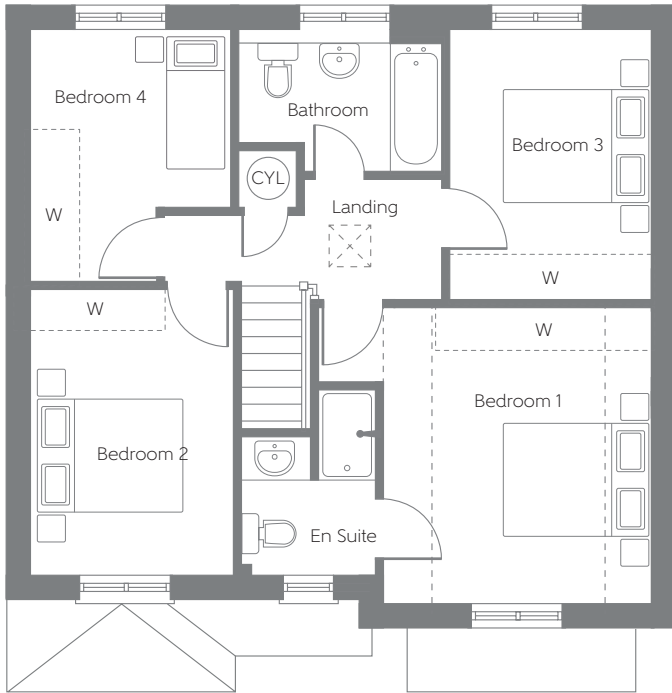 Bedroom 4
Bathroom
Bedroom 3
CYL
W
Landing
W
W
W
Bedroom 1
Bedroom 2
En Suite